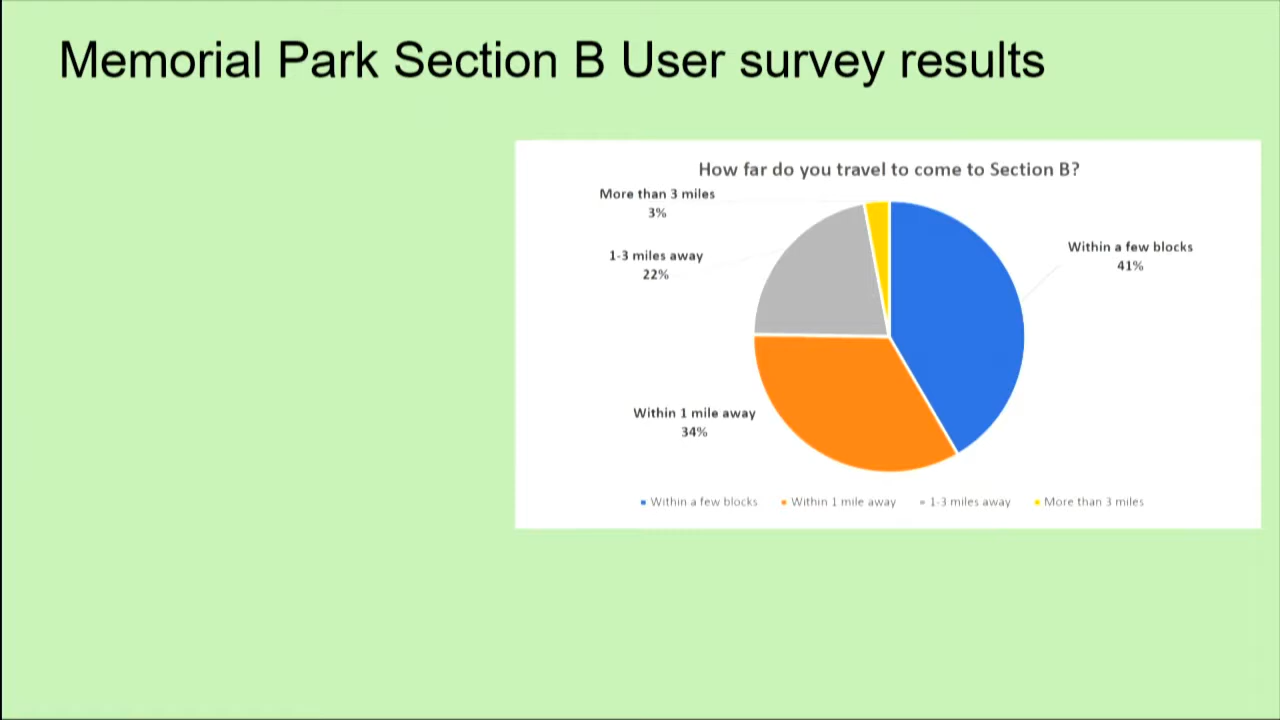 Memorial Park Section B User survey results
How far do you travel to come to Section B?
More than 3 miles
3%
1-3 miles away
22%
Within a few blocks
41%
Within 1 mile away
34%
Within a few blocks Within 1 mile away 1-3 miles away More than 3 miles